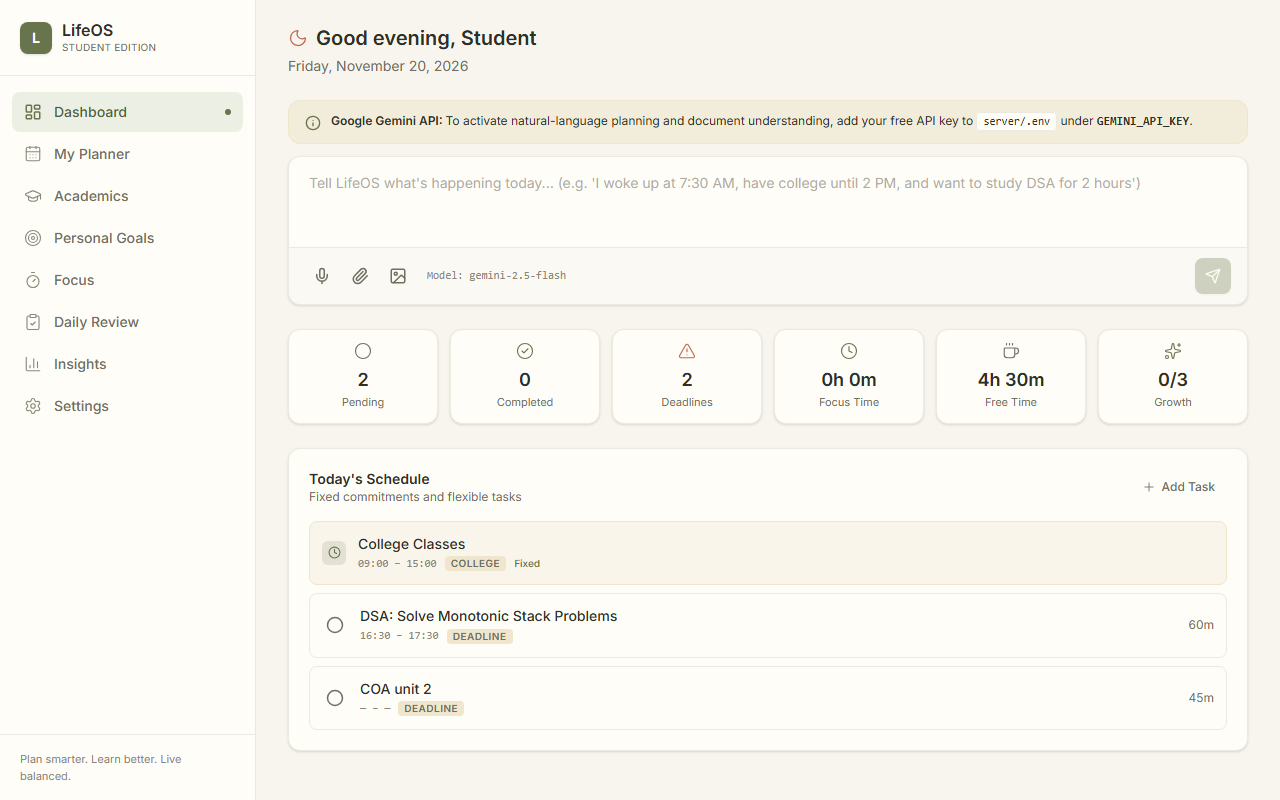 L
LifeOS
STUDENT EDITION
Dashboard
My Planner
Academics
Personal Goals
Focus
Daily Review
Insights
Settings
Plan smarter. Learn better. Live
balanced.
Good evening, Student
Friday, November 20, 2026
Google Gemini API: To activate natural-language planning and document understanding, add your free API key to server/.env under GEMINI_API_KEY.
Tell LifeOS what's happening today... (e.g. 'I woke up at 7:30 AM, have college until 2 PM, and want to study DSA for 2 hours')
Model: gemini-2.5-flash
2
Pending
0
Completed
2
Deadlines
0h 0m
Focus Time
4h 30m
Free Time
0/3
Growth
Today's Schedule
Fixed commitments and flexible tasks
+ Add Task
College Classes
09:00 – 15:00 COLLEGE Fixed
DSA: Solve Monotonic Stack Problems
16:30 – 17:30 DEADLINE
60m
COA unit 2
– – – DEADLINE
45m